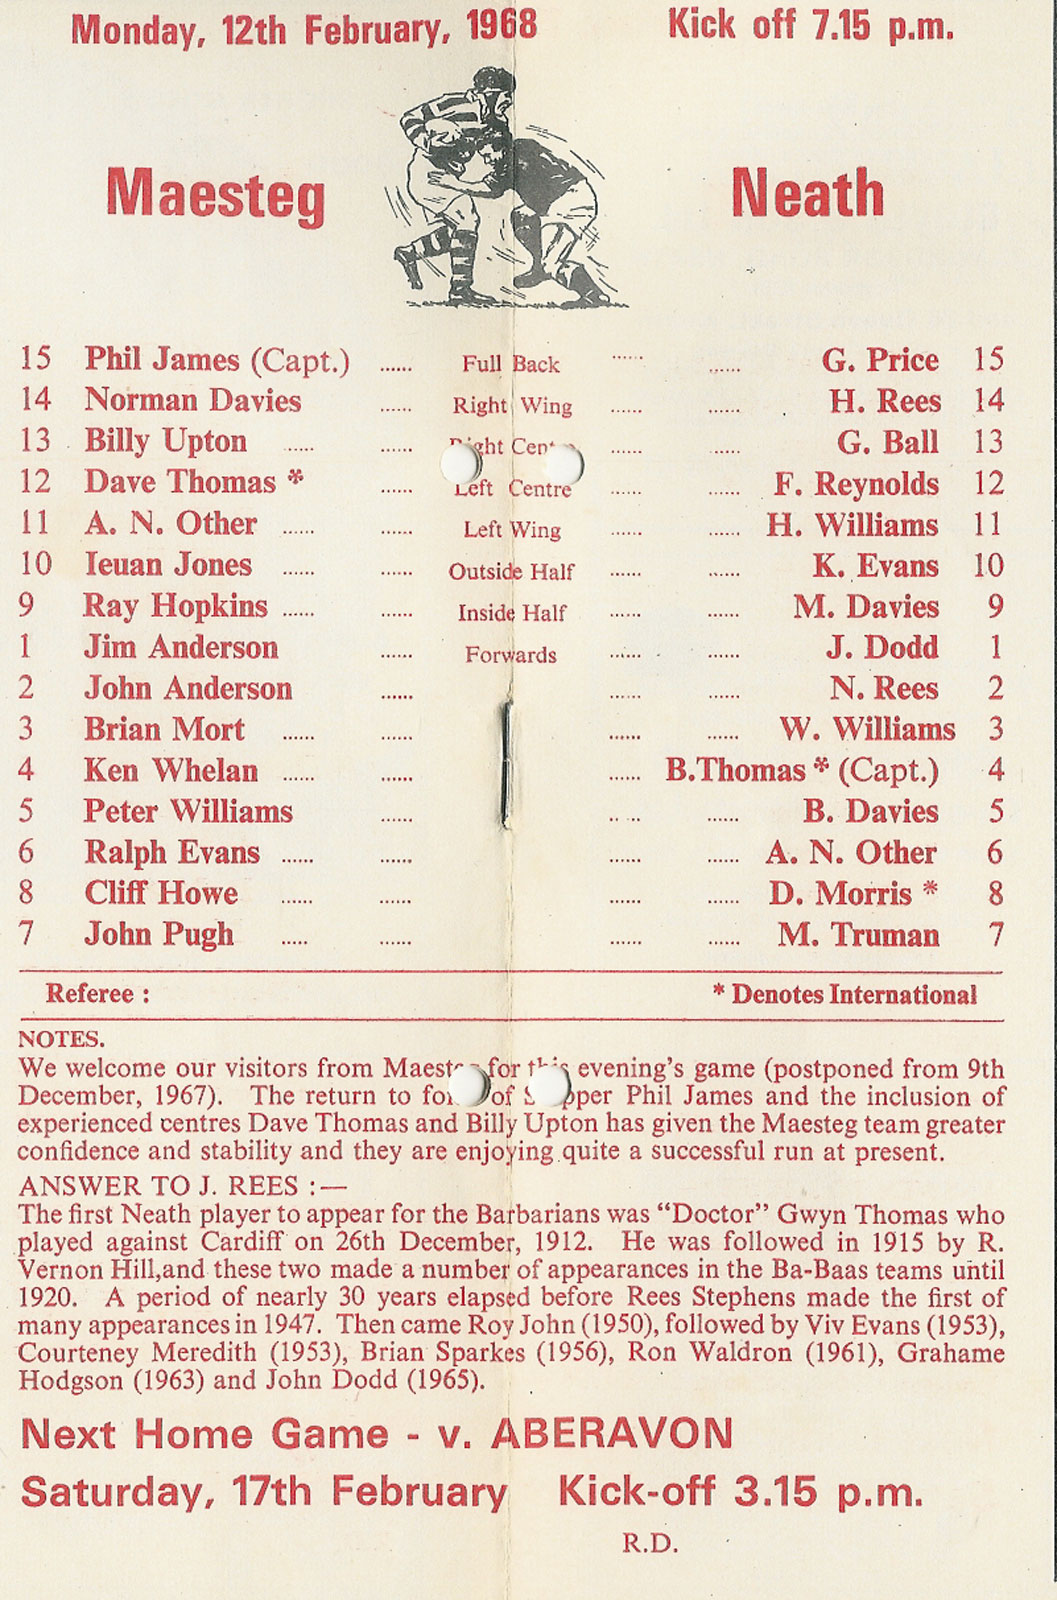 Monday, 12th February, 1968 Kick off 7.15 p.m.
Maesteg Neath
15 Phil James (Capt.) ...... Full Back ...... ...... G. Price 15
14 Norman Davies ...... Right Wing ...... ...... H. Rees 14
13 Billy Upton ...... ...... ...... ...... G. Ball 13
12 Dave Thomas * ...... Left Centre ...... ...... F. Reynolds 12
11 A. N. Other ...... ...... Left Wing ...... ...... H. Williams 11
10 Ieuan Jones ...... ...... Outside Half ...... ...... K. Evans 10
9 Ray Hopkins ...... ...... Inside Half ...... ...... M. Davies 9
1 Jim Anderson ...... Forwards ...... ...... J. Dodd 1
2 John Anderson ...... ...... ...... N. Rees 2
3 Brian Mort ...... ...... ...... ...... W. Williams 3
4 Ken Whelan ...... ...... ...... B.Thomas * (Capt.) 4
5 Peter Williams ...... ...... ...... B. Davies 5
6 Ralph Evans ...... ...... ...... ...... A. N. Other 6
8 Cliff Howe ...... ...... ...... ...... D. Morris * 8
7 John Pugh ...... ...... ...... ...... M. Truman 7
Referee : * Denotes International
NOTES.
We welcome our visitors from Maesteg for this evening's game (postponed from 9th
December, 1967). The return to of Phil James and the inclusion of
experienced centres Dave Thomas and Billy Upton has given the Maesteg team greater
confidence and stability and they are enjoying quite a successful run at present.
ANSWER TO J. REES :—
The first Neath player to appear for the Barbarians was "Doctor" Gwyn Thomas who
played against Cardiff on 26th December, 1912. He was followed in 1915 by R.
Vernon Hill,and these two made a number of appearances in the Ba-Baas teams until
1920. A period of nearly 30 years elapsed before Rees Stephens made the first of
many appearances in 1947. Then came Roy John (1950), followed by Viv Evans (1953),
Courteney Meredith (1953), Brian Sparkes (1956), Ron Waldron (1961), Grahame
Hodgson (1963) and John Dodd (1965).
Next Home Game - v. ABERAVON
Saturday, 17th February Kick-off 3.15 p.m.
R.D.